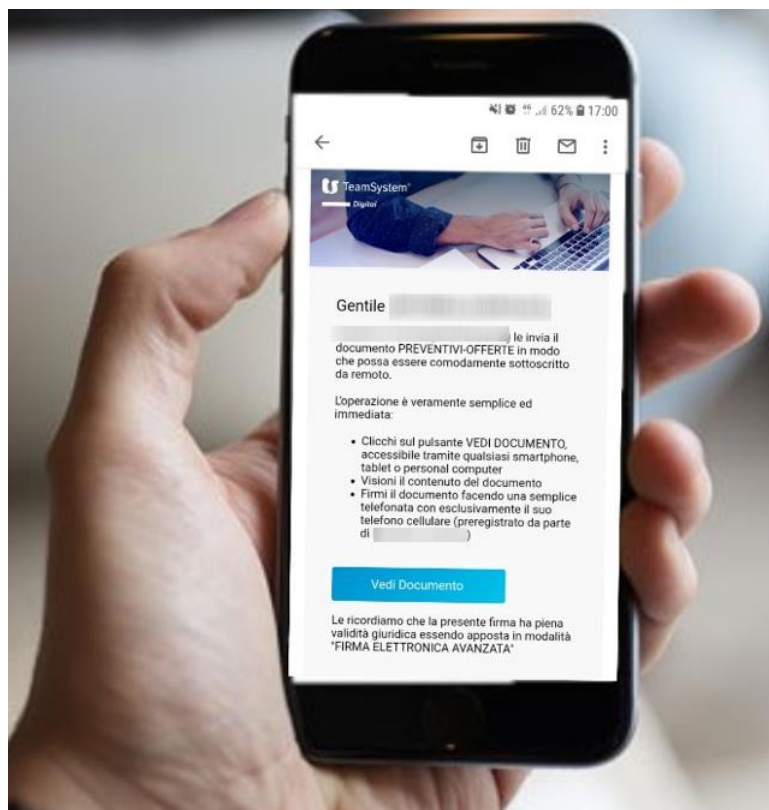 4G 62% 17:00
TeamSystem®
Digital
Gentile
) le invia il
documento PREVENTIVI-OFFERTE in modo
che possa essere comodamente sottoscritto
da remoto.
L'operazione è veramente semplice ed
immediata:
• Clicchi sul pulsante VEDI DOCUMENTO,
accessibile tramite qualsiasi smartphone,
tablet o personal computer
• Visioni il contenuto del documento
• Firmi il documento facendo una semplice
telefonata con esclusivamente il suo
telefono cellulare (preregistrato da parte
di )
Vedi Documento
Le ricordiamo che la presente firma ha piena
validità giuridica essendo apposta in modalità
"FIRMA ELETTRONICA AVANZATA"